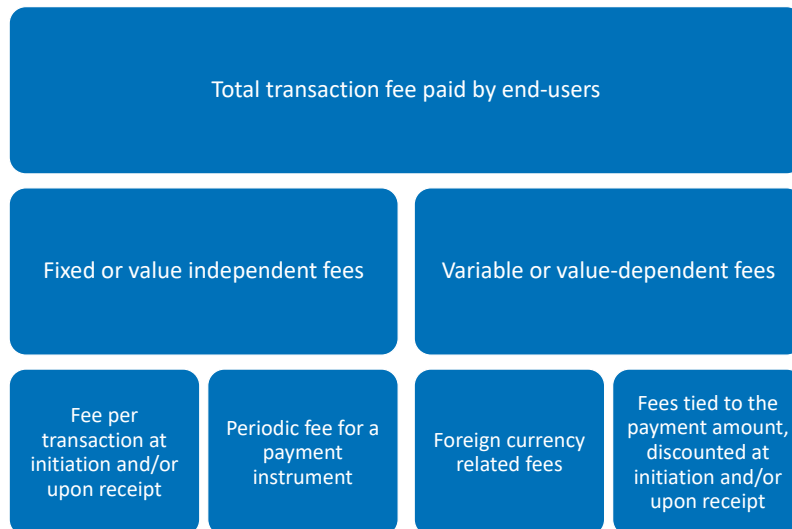 Total transaction fee paid by end-users
Fixed or value independent fees
Variable or value-dependent fees
Fee per
transaction at
initiation and/or
upon receipt
Periodic fee for a
payment
instrument
Foreign currency
related fees
Fees tied to the
payment amount,
discounted at
initiation and/or
upon receipt